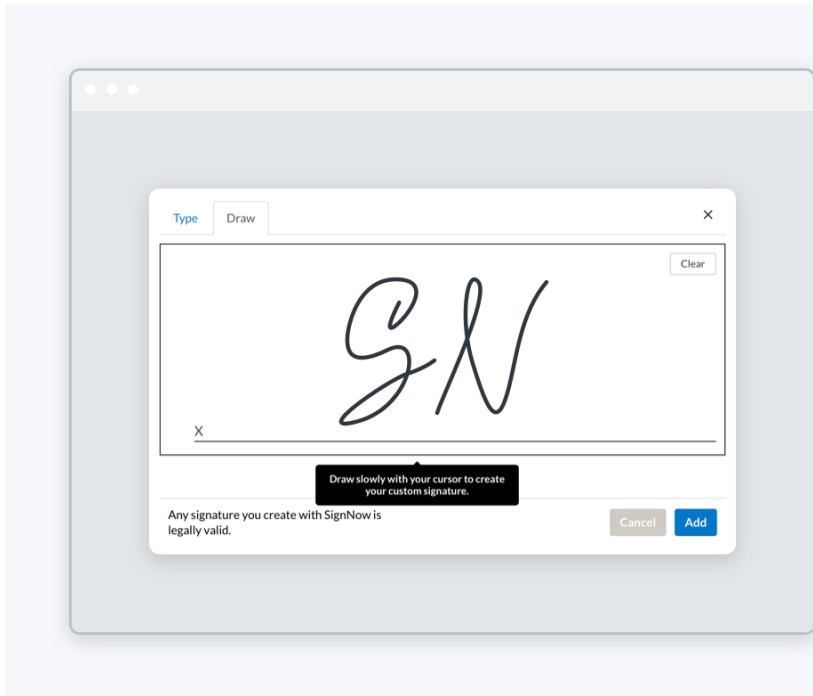 Type
Draw
×
Clear
SN
X
Draw slowly with your cursor to create
your custom signature.
Any signature you create with SignNow is
legally valid.
Cancel
Add